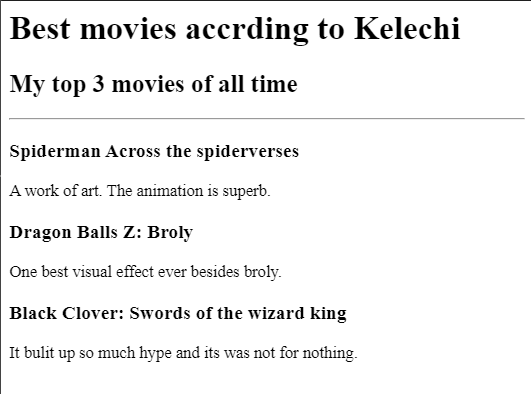 Best movies accrding to Kelechi
My top 3 movies of all time
Spiderman Across the spiderverses
A work of art. The animation is superb.
Dragon Balls Z: Broly
One best visual effect ever besides broly.
Black Clover: Swords of the wizard king
It bulit up so much hype and its was not for nothing.